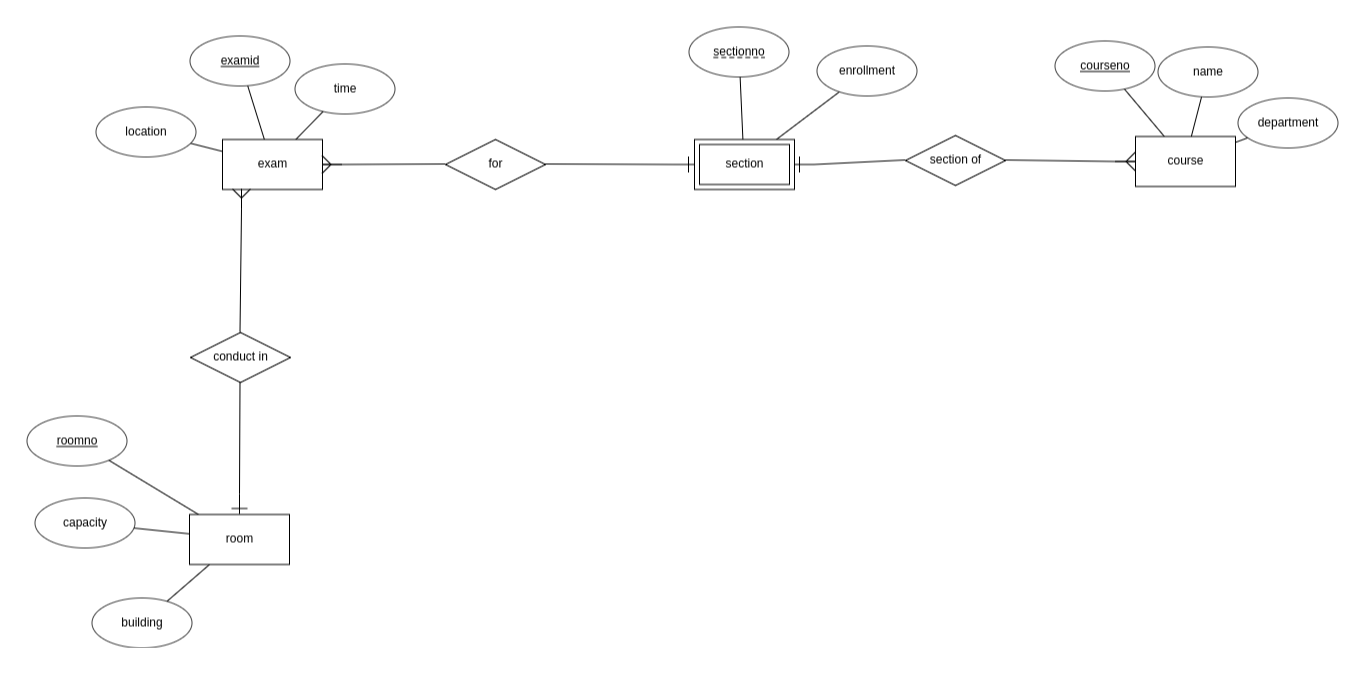 sectionno
examid
courseno
enrollment
name
time
department
location
exam
for
section
section of
course
conduct in
roomno
capacity
room
building